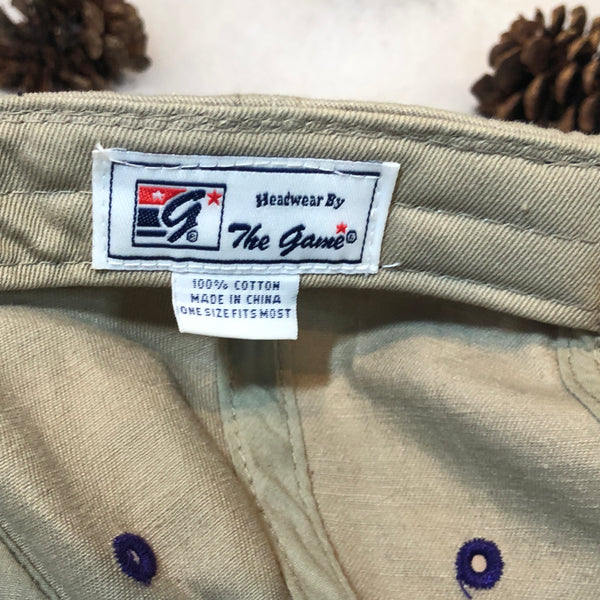 G®
Headwear By
The Game®
100% COTTON
MADE IN CHINA
ONE SIZE FITS MOST